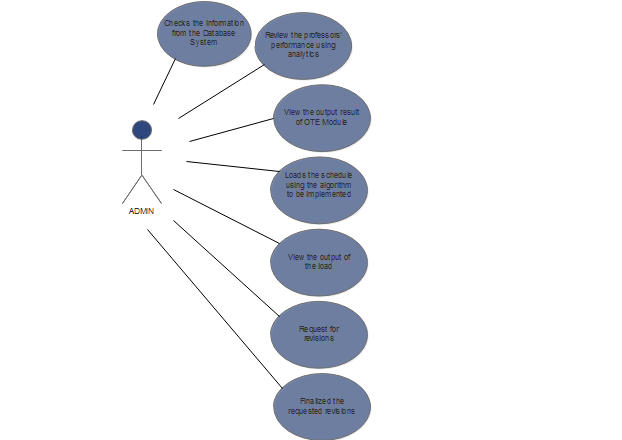 Checks the Information
from the Database
System
Review the professors'
performance using
analytics
View the output result
of OTE Module
Loads the schedule
using the algorithm
to be implemented
ADMIN
View the output of
the load
Request for
revisions
Finalized the
requested revisions